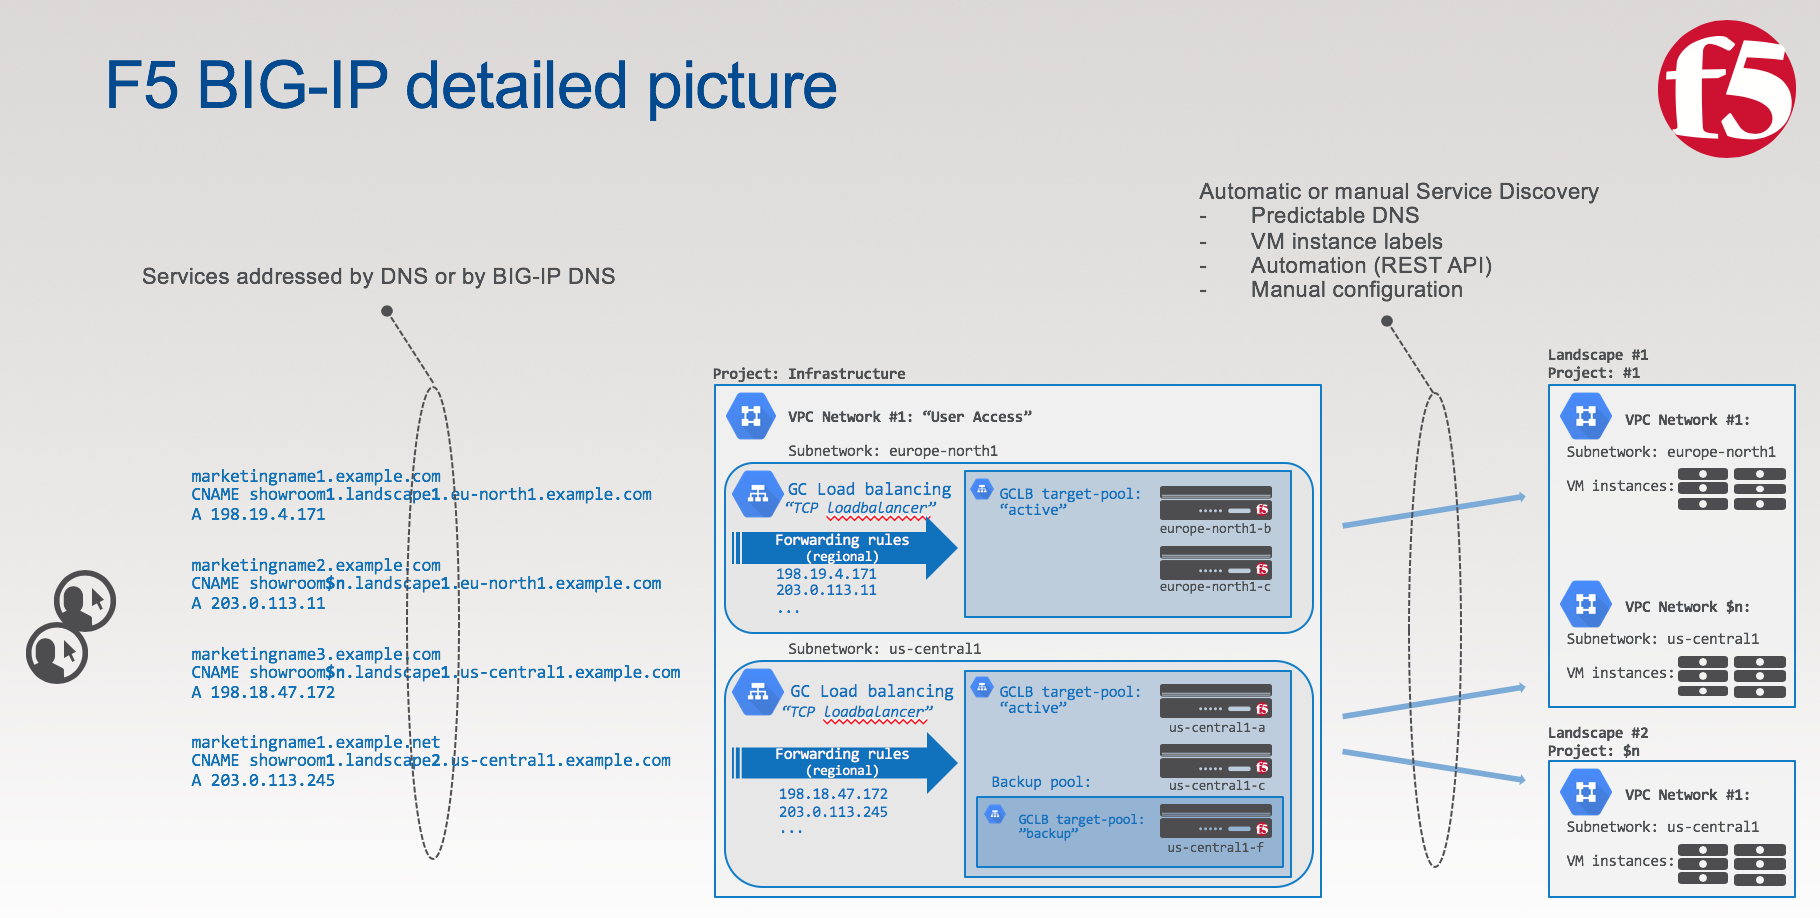 F5 BIG-IP detailed picture
f5
Automatic or manual Service Discovery
- Predictable DNS
- VM instance labels
- Automation (REST API)
- Manual configuration
Services addressed by DNS or by BIG-IP DNS
marketingname1.example.com
CNAME showroom1.landscape1.eu-north1.example.com
A 198.19.4.171
marketingname2.example.com
CNAME showroom$n.landscape1.eu-north1.example.com
A 203.0.113.11
marketingname3.example.com
CNAME showroom$n.landscape1.us-central1.example.com
A 198.18.47.172
marketingname1.example.net
CNAME showroom1.landscape2.us-central1.example.com
A 203.0.113.245
Project: Infrastructure
VPC Network #1: “User Access”
Subnetwork: europe-north1
GC Load balancing
“TCP loadbalancer”
Forwarding rules
(regional)
198.19.4.171
203.0.113.11
...
GCLB target-pool:
“active”
f5
europe-north1-b
f5
europe-north1-c
Subnetwork: us-central1
GC Load balancing
“TCP loadbalancer”
Forwarding rules
(regional)
198.18.47.172
203.0.113.245
...
GCLB target-pool:
“active”
f5
us-central1-a
f5
us-central1-c
Backup pool:
GCLB target-pool:
”backup”
f5
us-central1-f
Landscape #1
Project: #1
VPC Network #1:
Subnetwork: europe-north1
VM instances:
VPC Network $n:
Subnetwork: us-central1
VM instances:
Landscape #2
Project: $n
VPC Network #1:
Subnetwork: us-central1
VM instances: